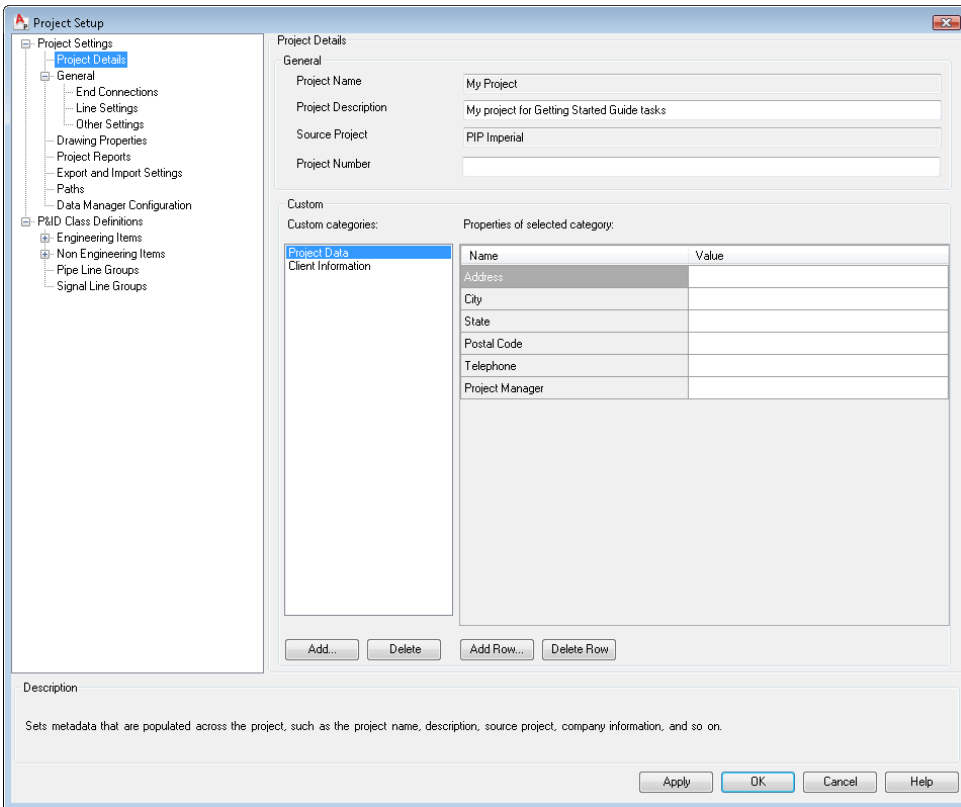 Project Setup
Project Settings
Project Details
General
End Connections
Line Settings
Other Settings
Drawing Properties
Project Reports
Export and Import Settings
Paths
Data Manager Configuration
P&ID Class Definitions
Engineering Items
Non Engineering Items
Pipe Line Groups
Signal Line Groups
Project Details
General
Project Name My Project
Project Description My project for Getting Started Guide tasks
Source Project PIP Imperial
Project Number
Custom
Custom categories: Properties of selected category:
Project Data
Client Information
Name Value
Address
City
State
Postal Code
Telephone
Project Manager
Add... Delete Add Row... Delete Row
Description
Sets metadata that are populated across the project, such as the project name, description, source project, company information, and so on.
Apply OK Cancel Help